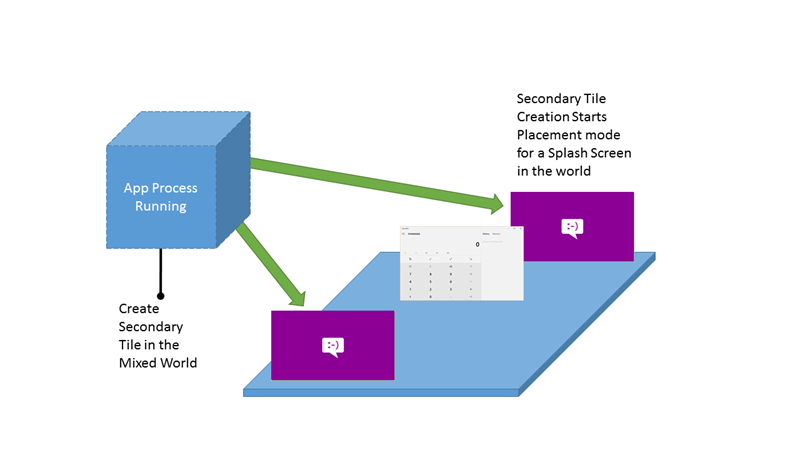 Secondary Tile
Creation Starts
Placement mode
for a Splash Screen
in the world
App Process
Running
:-)
0
:-)
Create
Secondary
Tile in the
Mixed World